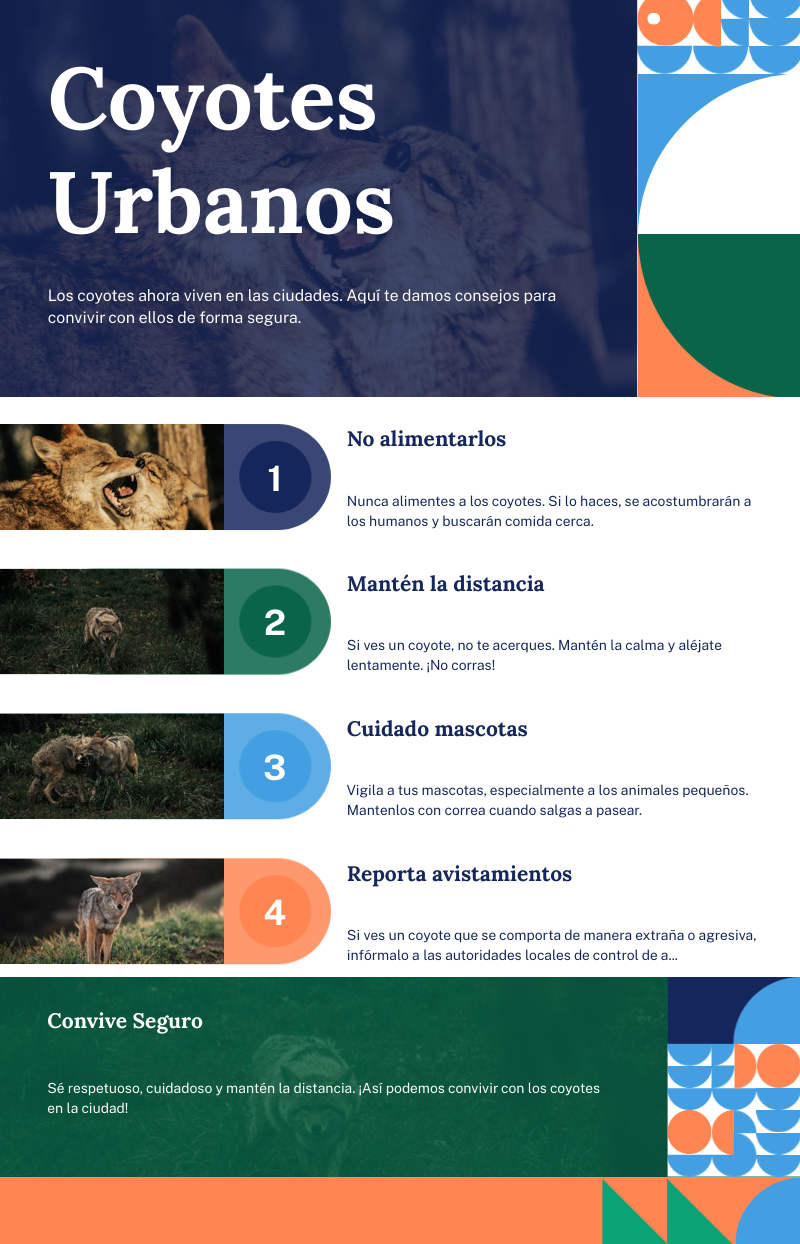 Coyotes
Urbanos
Los coyotes ahora viven en las ciudades. Aquí te damos consejos para
convivir con ellos de forma segura.
1
No alimentarlos
Nunca alimentes a los coyotes. Si lo haces, se acostumbrarán a
los humanos y buscarán comida cerca.
2
Mantén la distancia
Si ves un coyote, no te acerques. Mantén la calma y aléjate
lentamente. ¡No corras!
3
Cuidado mascotas
Vigila a tus mascotas, especialmente a los animales pequeños.
Mantenlos con correa cuando salgas a pasear.
4
Reporta avistamientos
Si ves un coyote que se comporta de manera extraña o agresiva,
infórmalo a las autoridades locales de control de a...
Convive Seguro
Sé respetuoso, cuidadoso y mantén la distancia. ¡Así podemos convivir con los coyotes
en la ciudad!